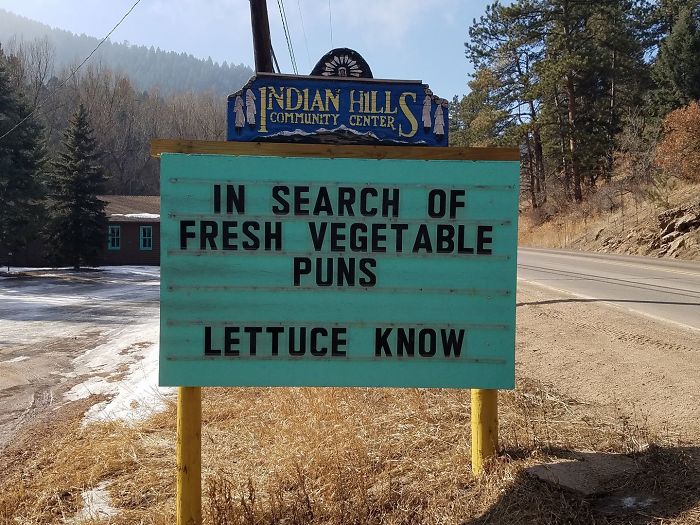 INDIAN HILLS
COMMUNITY CENTER
IN SEARCH OF
FRESH VEGETABLE
PUNS
LETTUCE KNOW